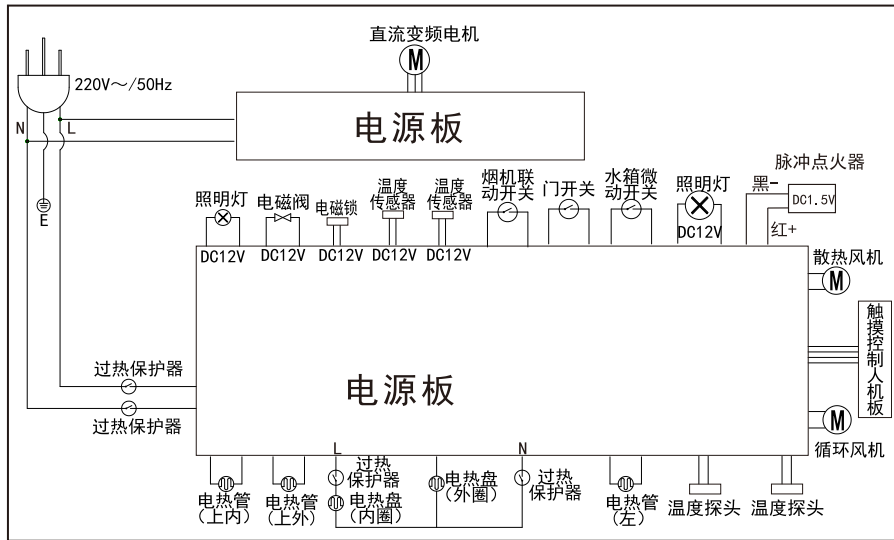 直流变频电机
M
220V～/50Hz
N
L
E
电源板
照明灯
DC12V
电磁阀
DC12V
电磁锁
DC12V
温度
传感器
DC12V
温度
传感器
DC12V
烟机联
动开关
门开关
水箱微
动开关
照明灯
DC12V
脉冲点火器
黑-
DC1.5V
红+
散热风机
M
触摸控制人机板
M
循环风机
过热保护器
过热保护器
电源板
L
N
电热管
(上内)
电热管
(上外)
过热
保护器
电热盘
(内圈)
电热盘
(外圈)
过热
保护器
电热管
(左)
温度探头
温度探头